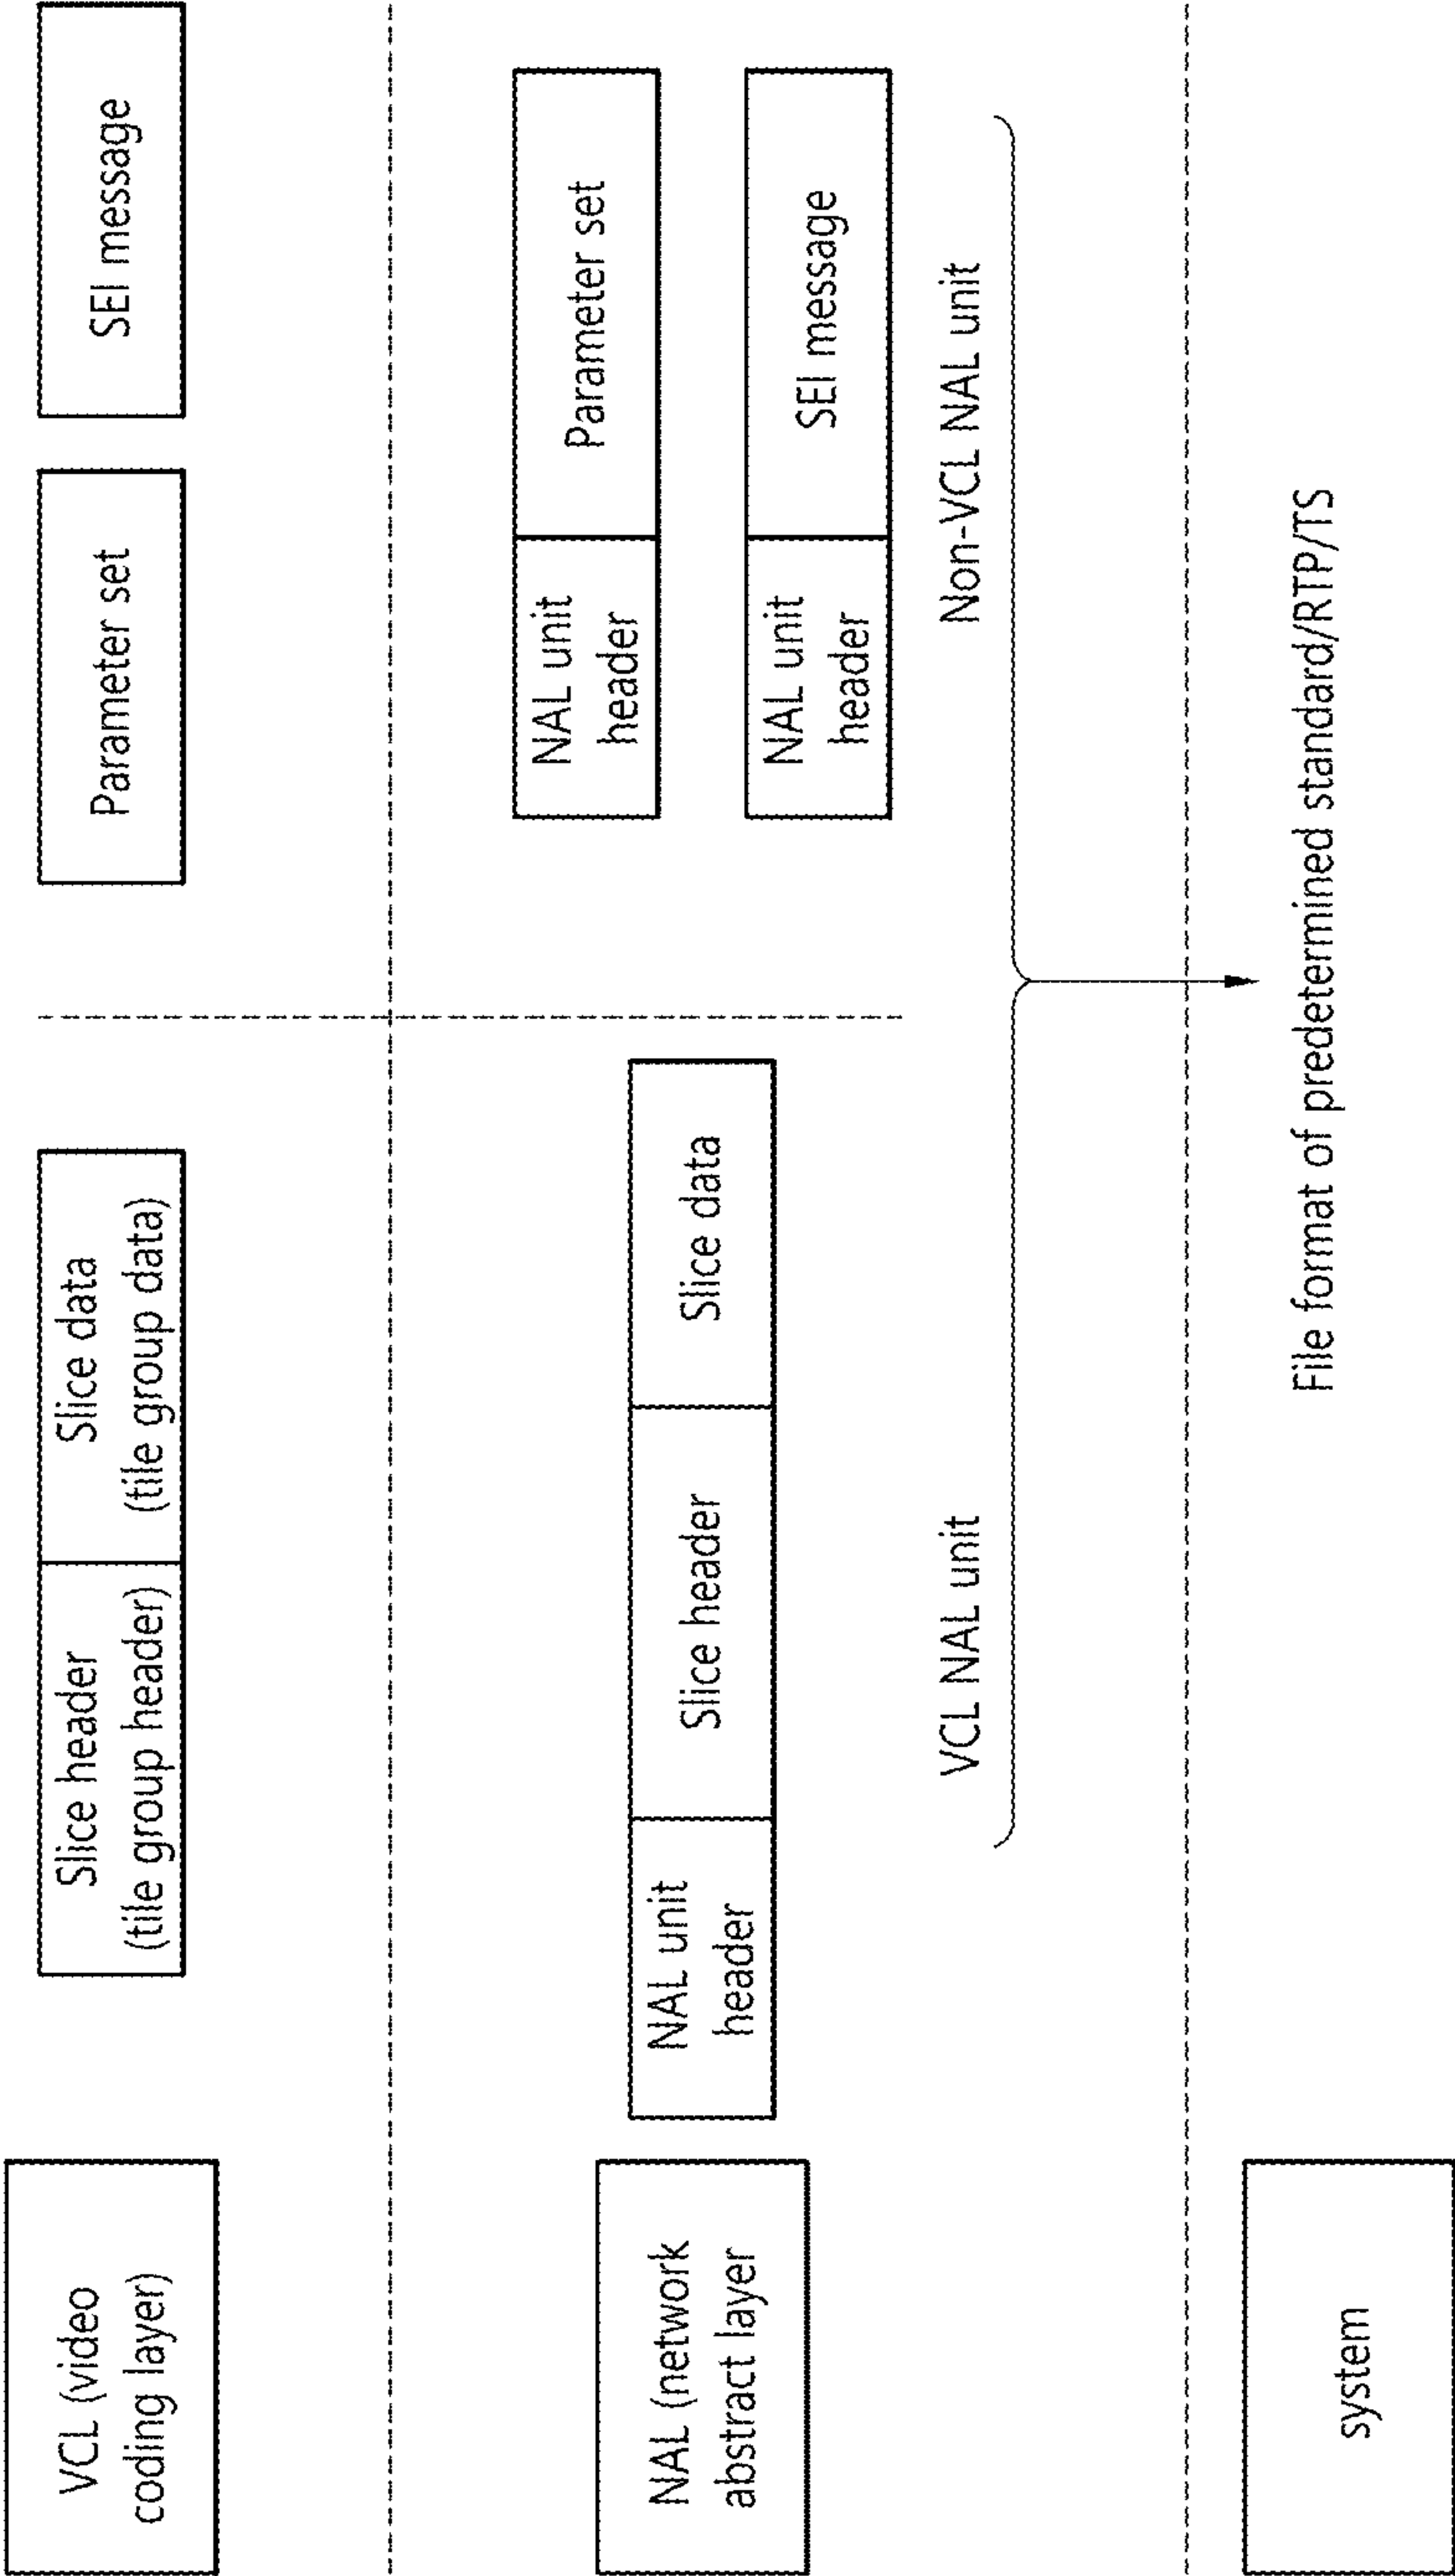 VCL (video
coding layer)
Slice header
(tile group header)
Slice data
(tile group data)
Parameter set
SEI message
NAL (network
abstract layer
NAL unit
header
Slice header
Slice data
NAL unit
header
Parameter set
NAL unit
header
SEI message
VCL NAL unit
Non-VCL NAL unit
system
File format of predetermined standard/RTP/TS